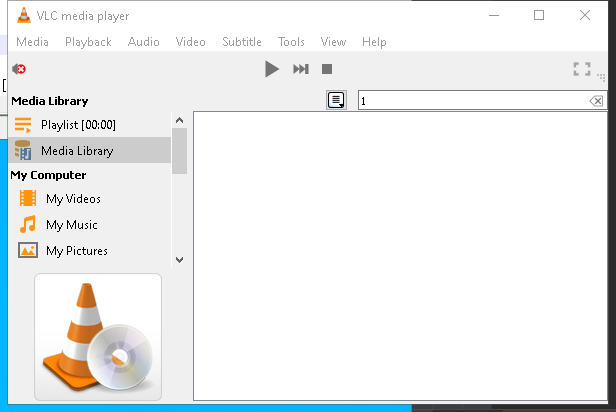 VLC media player
Media Playback Audio Video Subtitle Tools View Help
Media Library
1
Playlist [00:00]
Media Library
My Computer
My Videos
My Music
My Pictures
[